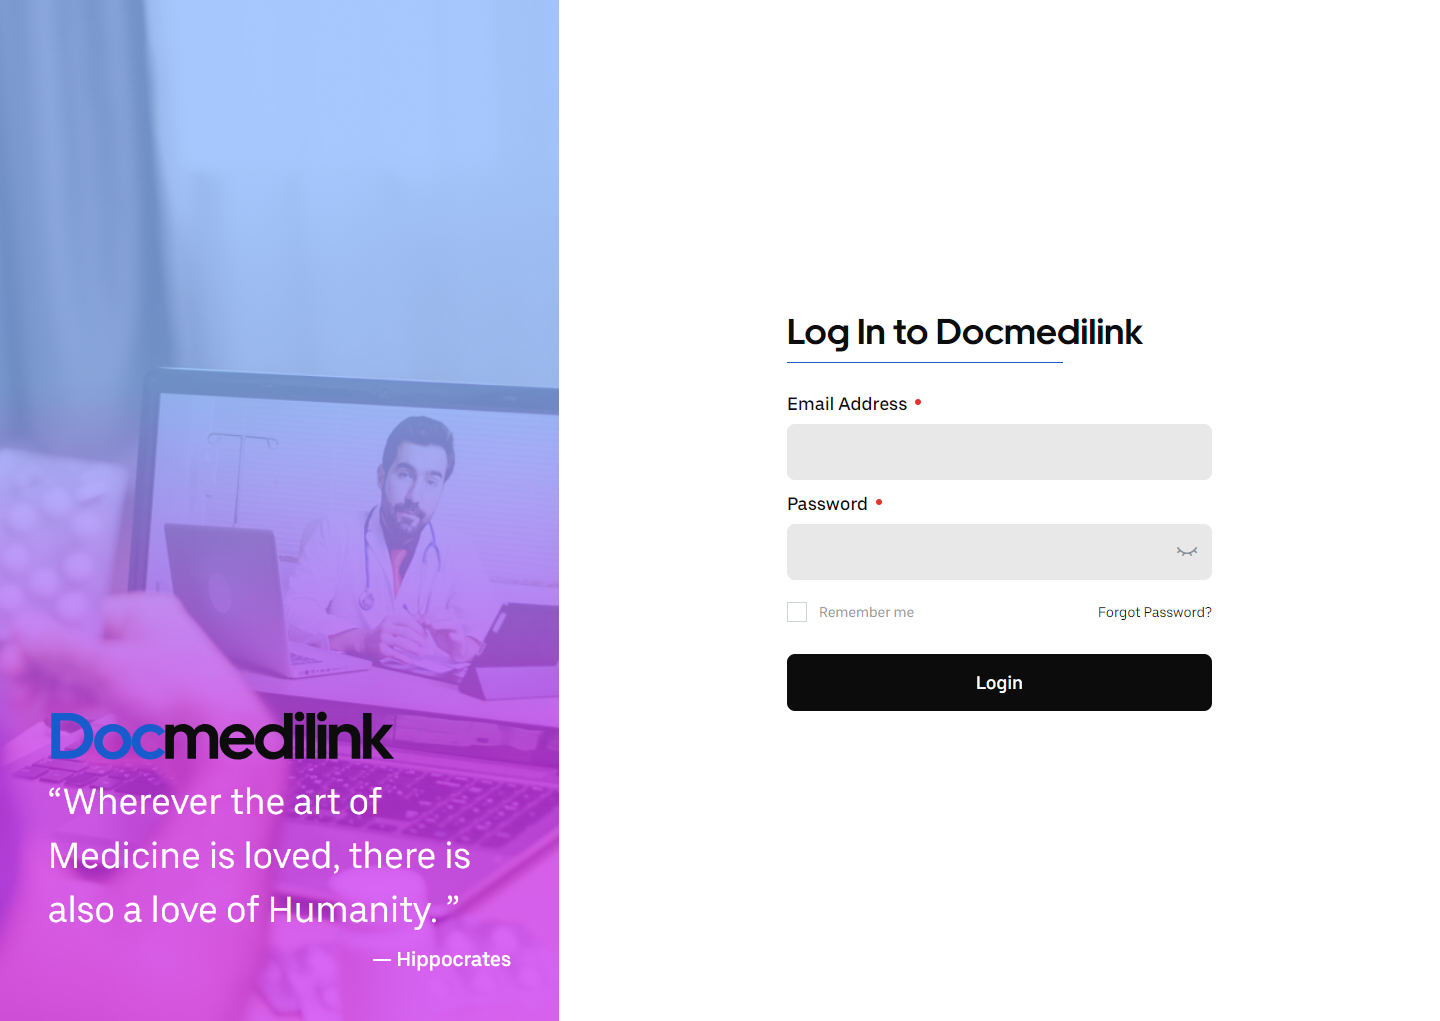 Docmedilink
“Wherever the art of
Medicine is loved, there is
also a love of Humanity. ”
— Hippocrates
Log In to Docmedilink
Email Address
Password
Remember me
Forgot Password?
Login